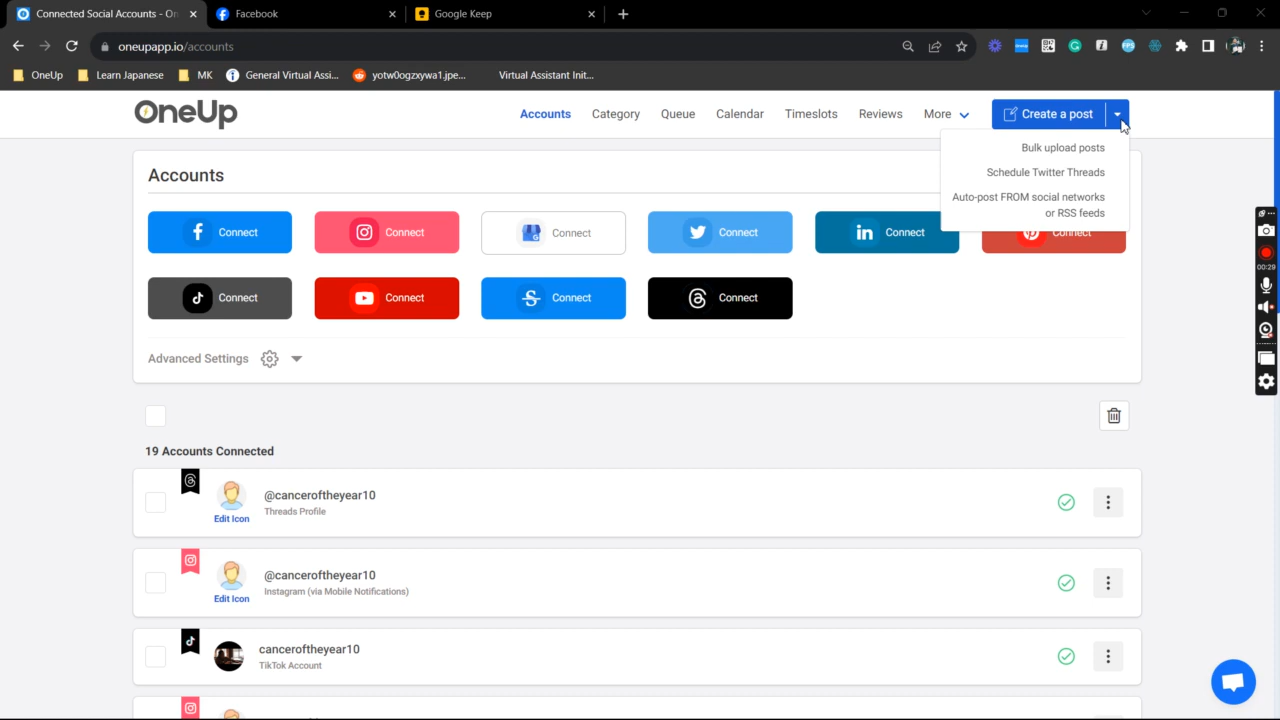 Connected Social Accounts - On
Facebook
Google Keep
oneupapp.io/accounts
OneUp
Learn Japanese
MK
General Virtual Assi...
yotw0ogzxywa1.jpe...
Virtual Assistant Init...
OneUp
Accounts
Category
Queue
Calendar
Timeslots
Reviews
More
Create a post
Bulk upload posts
Schedule Twitter Threads
Auto-post FROM social networks
or RSS feeds
Accounts
Connect
Connect
Connect
Connect
Connect
Connect
Connect
Connect
Connect
Connect
Advanced Settings
19 Accounts Connected
@canceroftheyear10
Threads Profile
Edit Icon
@canceroftheyear10
Instagram (via Mobile Notifications)
Edit Icon
canceroftheyear10
TikTok Account
00:29